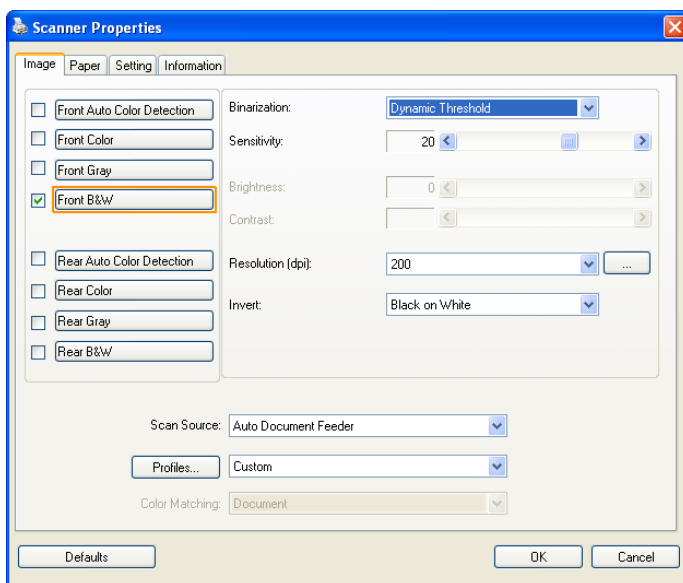 Scanner Properties
Image Paper Setting Information
Front Auto Color Detection
Front Color
Front Gray
Front B&W
Rear Auto Color Detection
Rear Color
Rear Gray
Rear B&W
Binarization: Dynamic Threshold
Sensitivity: 20
Brightness: 0
Contrast:
Resolution (dpi): 200 ...
Invert: Black on White
Scan Source: Auto Document Feeder
Profiles... Custom
Color Matching: Document
Defaults OK Cancel